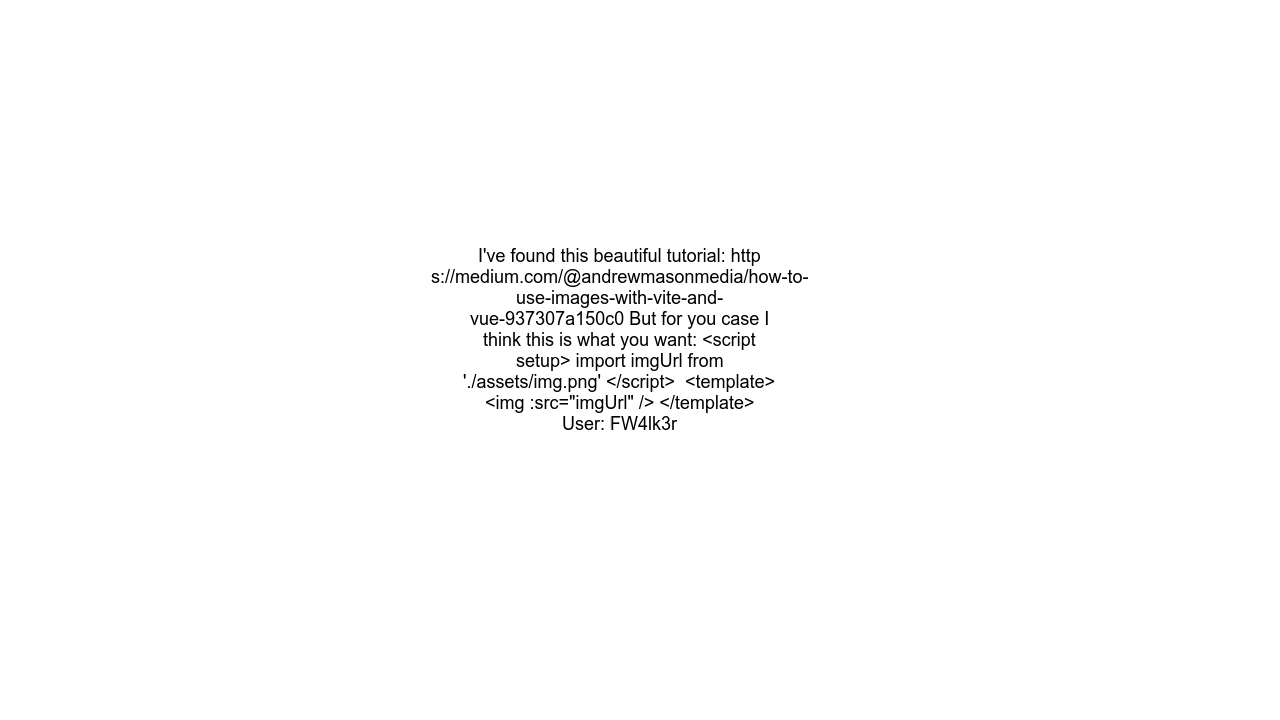 I've found this beautiful tutorial: http
s://medium.com/@andrewmasonmedia/how-to-
use-images-with-vite-and-
vue-937307a150c0 But for you case I
think this is what you want: <script
setup> import imgUrl from
'./assets/img.png' </script>  <template>
<img :src="imgUrl" /> </template>
User: FW4lk3r